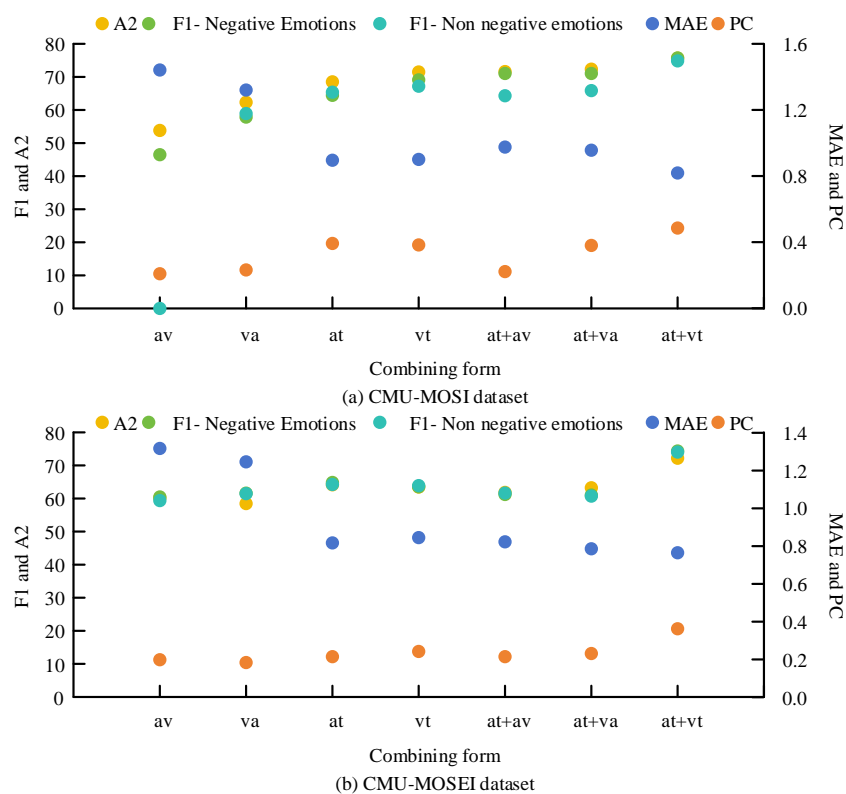 A2 F1- Negative Emotions F1- Non negative emotions MAE PC
80 1.6
70
60 1.2
50
40 0.8
30
20 0.4
10
0 0.0
F1 and A2
MAE and PC
av va at vt at+av at+va at+vt
Combining form
(a) CMU-MOSI dataset
A2 F1- Negative Emotions F1- Non negative emotions MAE PC
80 1.4
70 1.2
60 1.0
50 0.8
40
30 0.6
20 0.4
10 0.2
0 0.0
F1 and A2
MAE and PC
av va at vt at+av at+va at+vt
Combining form
(b) CMU-MOSEI dataset